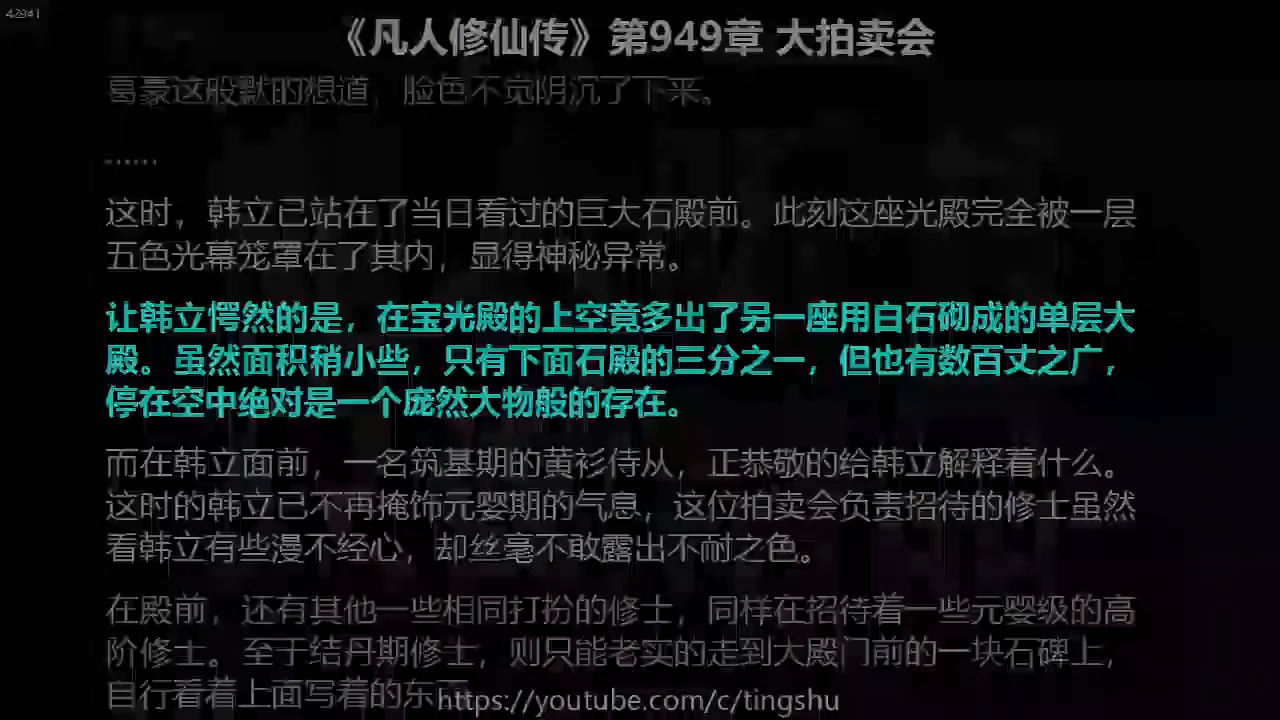 《凡人修仙传》第949章 大拍卖会
葛豪这般默的想道，脸色不觉阴沉了下来。
……
这时，韩立已站在了当日看过的巨大石殿前。此刻这座光殿完全被一层
五色光幕笼罩在了其内，显得神秘异常。
让韩立愕然的是，在宝光殿的上空竟多出了另一座用白石砌成的单层大
殿。虽然面积稍小些，只有下面石殿的三分之一，但也有数百丈之广，
停在空中绝对是一个庞然大物般的存在。
而在韩立面前，一名筑基期的黄衫侍从，正恭敬的给韩立解释着什么。
这时的韩立已不再掩饰元婴期的气息，这位拍卖会负责招待的修士虽然
看韩立有些漫不经心，却丝毫不敢露出不耐之色。
在殿前，还有其他一些相同打扮的修士，同样在招待着一些元婴级的高
阶修士。至于结丹期修士，则只能老实的走到大殿门前的一块石碑上，
自行看着上面写着的东
https://youtube.com/c/tingshu